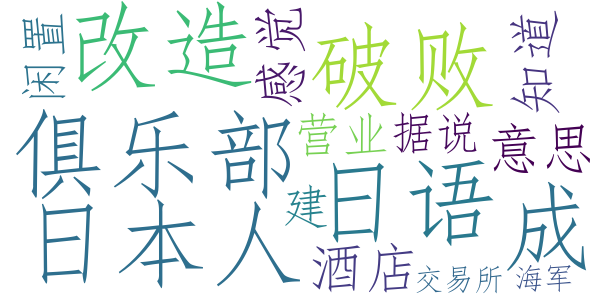 闲置
改造
感觉
破败
知道
俱乐部
营业
据说
意思
日本人
建
日语
成
酒店
交易所
海军